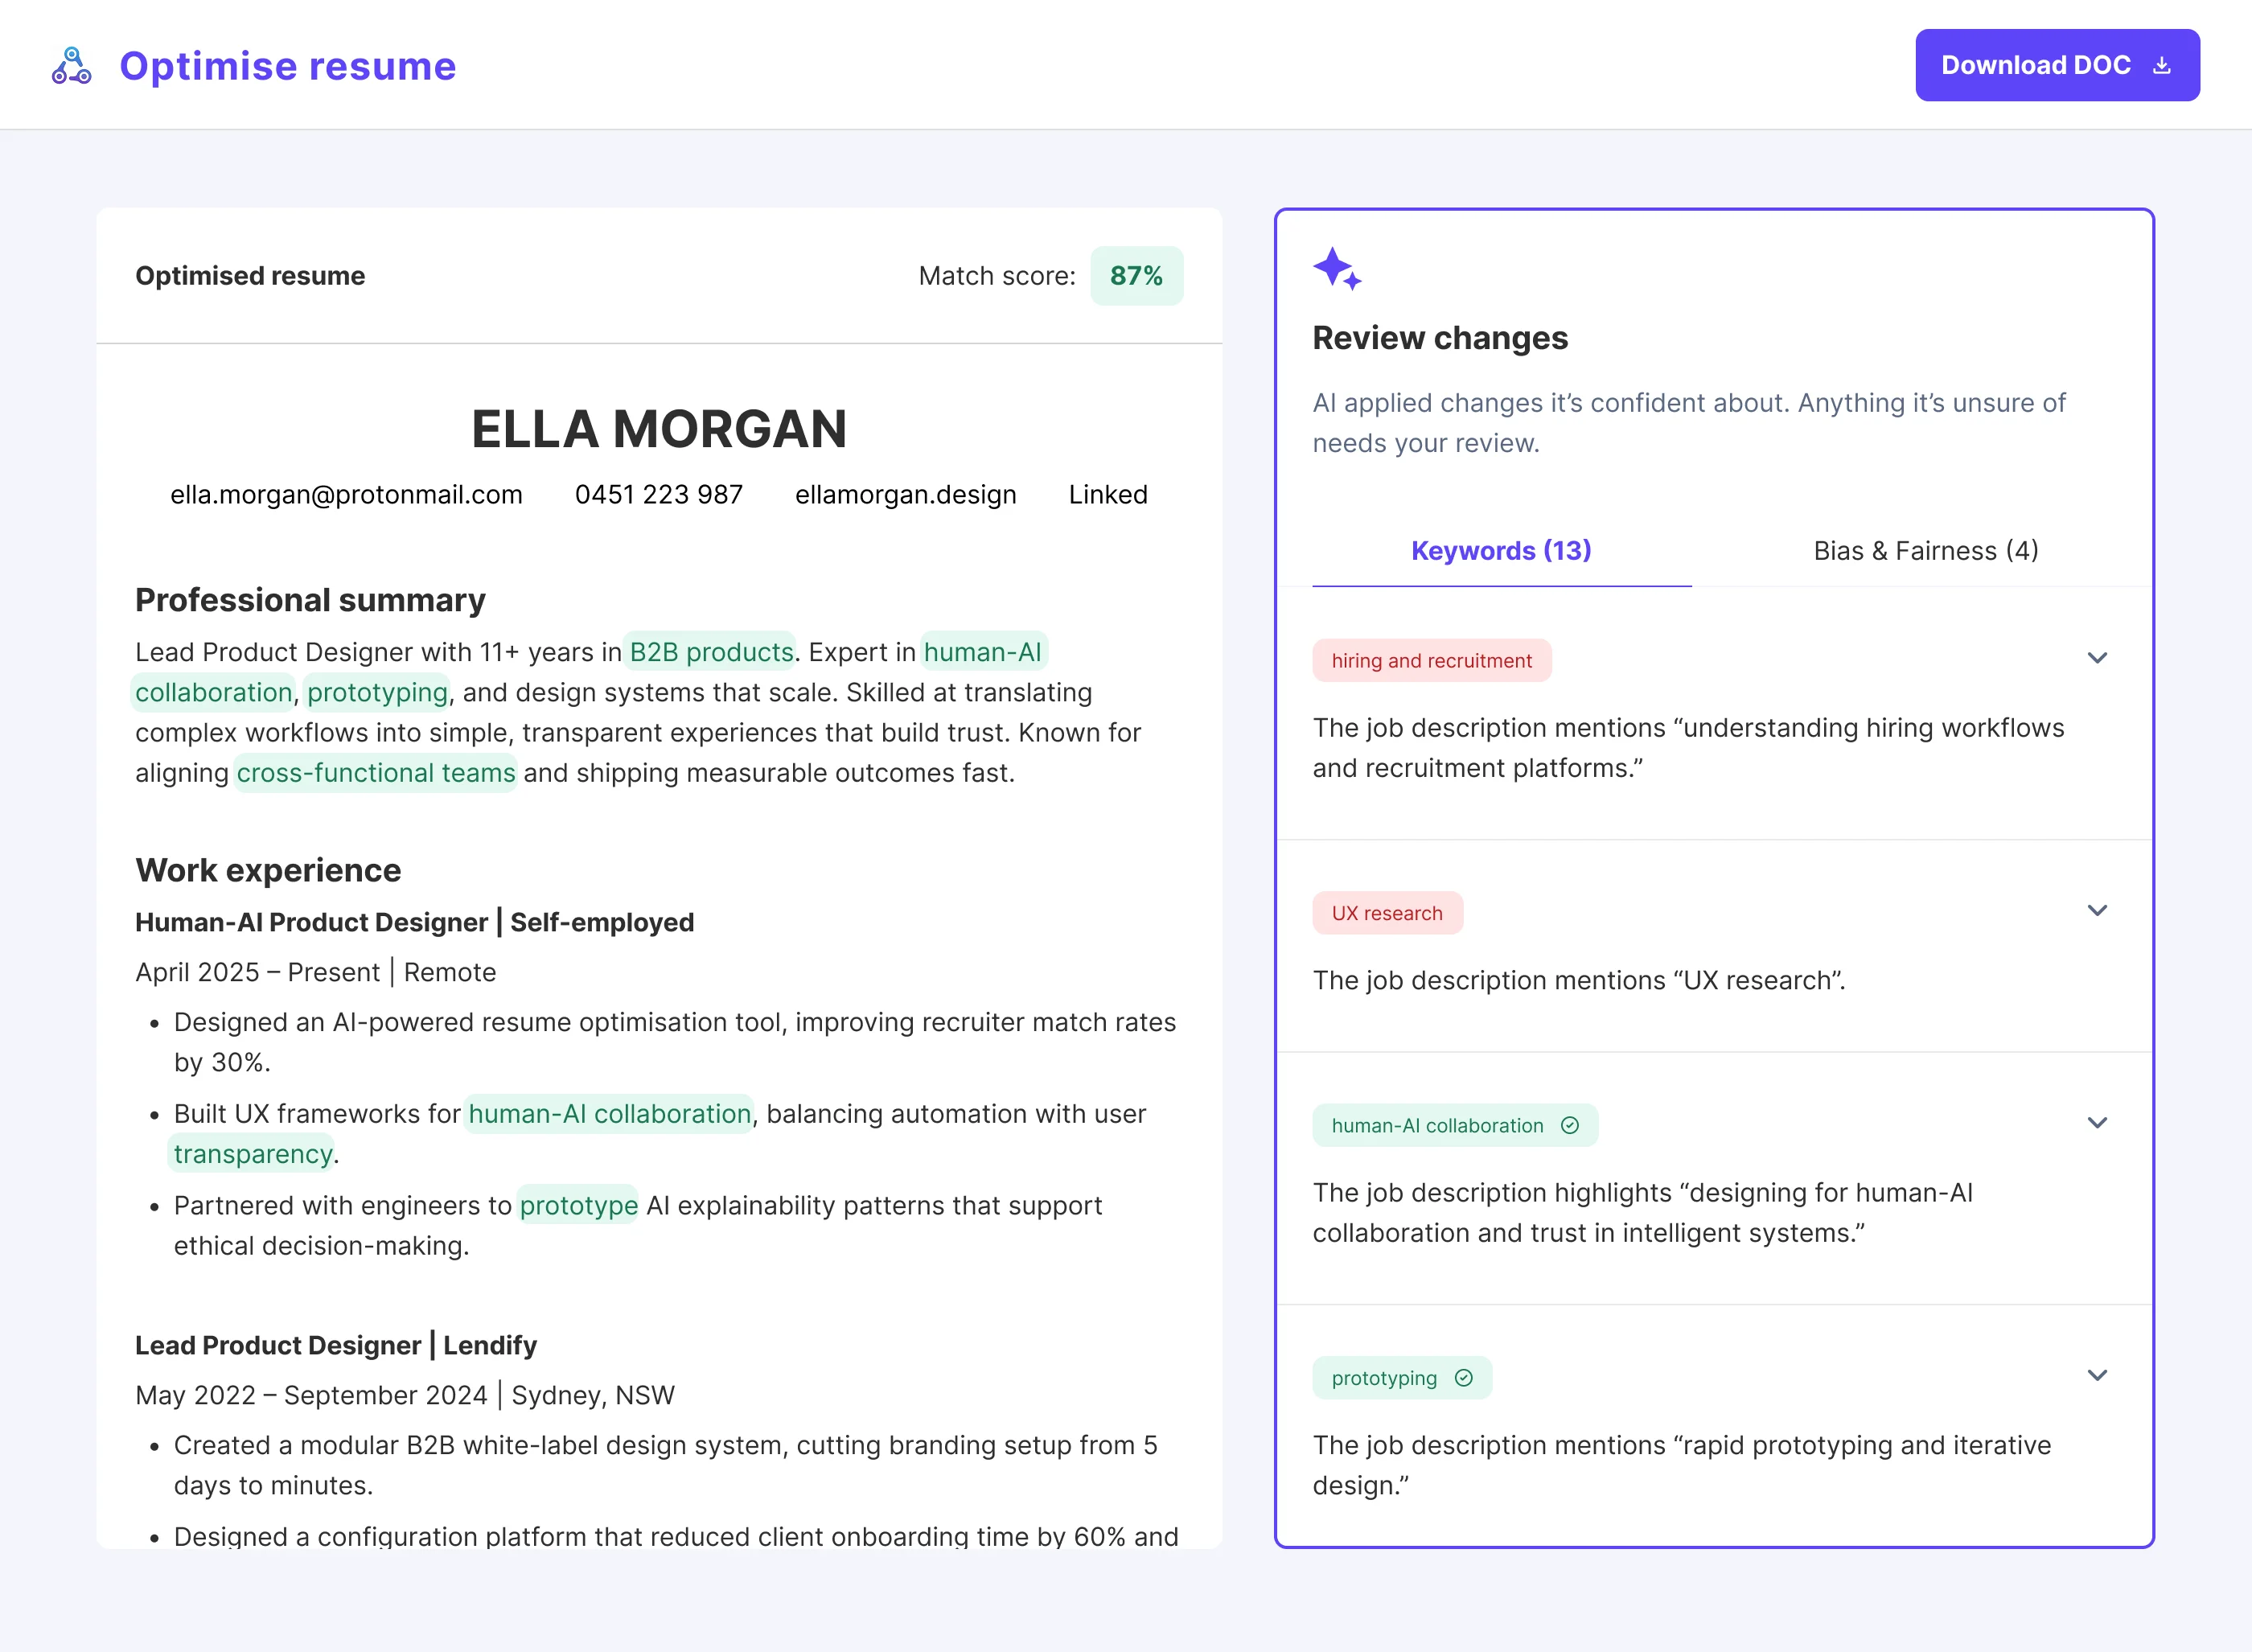 Optimise resume
Download DOC
Optimised resume
Match score: 87%
ELLA MORGAN
ella.morgan@protonmail.com 0451 223 987 ellamorgan.design Linked
Professional summary
Lead Product Designer with 11+ years in B2B products. Expert in human-AI
collaboration, prototyping, and design systems that scale. Skilled at translating
complex workflows into simple, transparent experiences that build trust. Known for
aligning cross-functional teams and shipping measurable outcomes fast.
Work experience
Human-AI Product Designer | Self-employed
April 2025 – Present | Remote
• Designed an AI-powered resume optimisation tool, improving recruiter match rates
by 30%.
• Built UX frameworks for human-AI collaboration, balancing automation with user
transparency.
• Partnered with engineers to prototype AI explainability patterns that support
ethical decision-making.
Lead Product Designer | Lendify
May 2022 – September 2024 | Sydney, NSW
• Created a modular B2B white-label design system, cutting branding setup from 5
days to minutes.
• Designed a configuration platform that reduced client onboarding time by 60% and
Review changes
AI applied changes it’s confident about. Anything it’s unsure of
needs your review.
Keywords (13)
Bias & Fairness (4)
hiring and recruitment
The job description mentions “understanding hiring workflows
and recruitment platforms.”
UX research
The job description mentions “UX research”.
human-AI collaboration
The job description highlights “designing for human-AI
collaboration and trust in intelligent systems.”
prototyping
The job description mentions “rapid prototyping and iterative
design.”